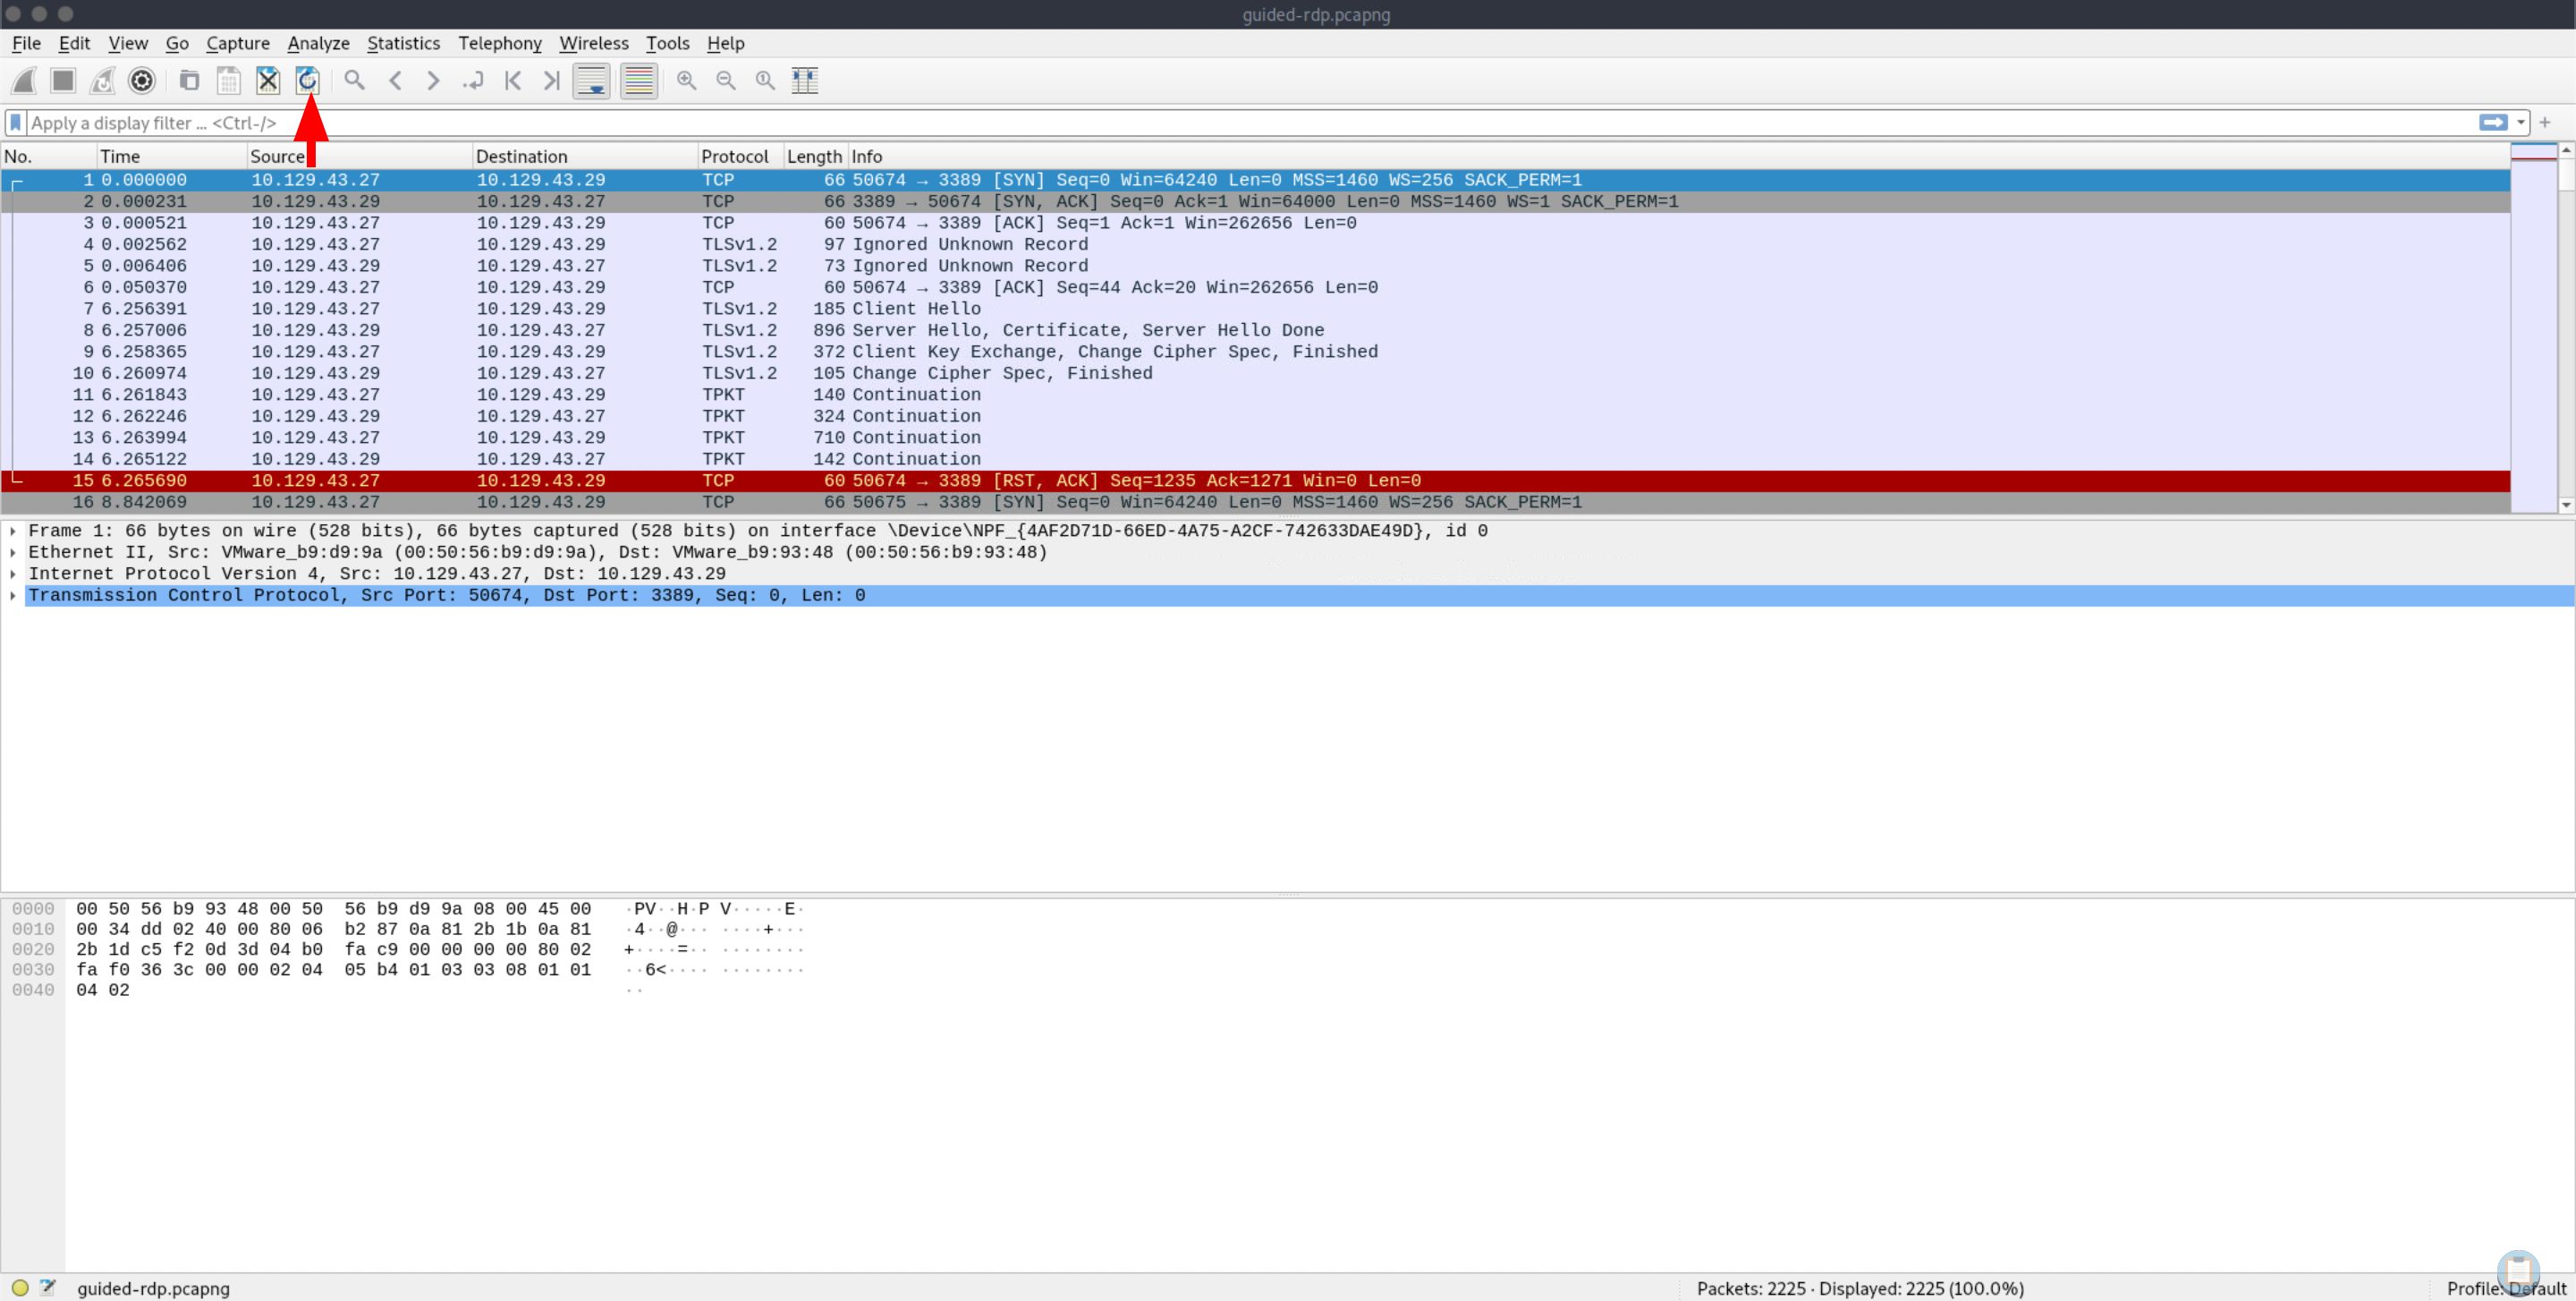 guided-rdp.pcapng
File Edit View Go Capture Analyze Statistics Telephony Wireless Tools Help
Apply a display filter ... <Ctrl-/>
No. Time Source Destination Protocol Length Info
1 0.000000 10.129.43.27 10.129.43.29 TCP 66 50674 → 3389 [SYN] Seq=0 Win=64240 Len=0 MSS=1460 WS=256 SACK_PERM=1
2 0.000231 10.129.43.29 10.129.43.27 TCP 66 3389 → 50674 [SYN, ACK] Seq=0 Ack=1 Win=64000 Len=0 MSS=1460 WS=1 SACK_PERM=1
3 0.000521 10.129.43.27 10.129.43.29 TCP 60 50674 → 3389 [ACK] Seq=1 Ack=1 Win=262656 Len=0
4 0.002562 10.129.43.27 10.129.43.29 TLSv1.2 97 Ignored Unknown Record
5 0.006406 10.129.43.29 10.129.43.27 TLSv1.2 73 Ignored Unknown Record
6 0.050370 10.129.43.27 10.129.43.29 TCP 60 50674 → 3389 [ACK] Seq=44 Ack=20 Win=262656 Len=0
7 6.256391 10.129.43.27 10.129.43.29 TLSv1.2 185 Client Hello
8 6.257006 10.129.43.29 10.129.43.27 TLSv1.2 896 Server Hello, Certificate, Server Hello Done
9 6.258365 10.129.43.27 10.129.43.29 TLSv1.2 372 Client Key Exchange, Change Cipher Spec, Finished
10 6.260974 10.129.43.29 10.129.43.27 TLSv1.2 105 Change Cipher Spec, Finished
11 6.261843 10.129.43.27 10.129.43.29 TPKT 140 Continuation
12 6.262246 10.129.43.29 10.129.43.27 TPKT 324 Continuation
13 6.263994 10.129.43.27 10.129.43.29 TPKT 710 Continuation
14 6.265122 10.129.43.29 10.129.43.27 TPKT 142 Continuation
15 6.265690 10.129.43.27 10.129.43.29 TCP 60 50674 → 3389 [RST, ACK] Seq=1235 Ack=1271 Win=0 Len=0
16 8.842069 10.129.43.27 10.129.43.29 TCP 66 50675 → 3389 [SYN] Seq=0 Win=64240 Len=0 MSS=1460 WS=256 SACK_PERM=1
Frame 1: 66 bytes on wire (528 bits), 66 bytes captured (528 bits) on interface \Device\NPF_{4AF2D71D-66ED-4A75-A2CF-742633DAE49D}, id 0
Ethernet II, Src: VMware_b9:d9:9a (00:50:56:b9:d9:9a), Dst: VMware_b9:93:48 (00:50:56:b9:93:48)
Internet Protocol Version 4, Src: 10.129.43.27, Dst: 10.129.43.29
Transmission Control Protocol, Src Port: 50674, Dst Port: 3389, Seq: 0, Len: 0
0000 00 50 56 b9 93 48 00 50 56 b9 d9 9a 08 00 45 00 ·PV··H·P V·····E·
0010 00 34 dd 02 40 00 80 06 b2 87 0a 81 2b 1b 0a 81 ·4··@··· ····+···
0020 2b 1d c5 f2 0d 3d 04 b0 fa c9 00 00 00 00 80 02 +····=·· ········
0030 fa f0 36 3c 00 00 02 04 05 b4 01 03 03 08 01 01 ··6<···· ········
0040 04 02 ··
guided-rdp.pcapng Packets: 2225 · Displayed: 2225 (100.0%) Profile: Default